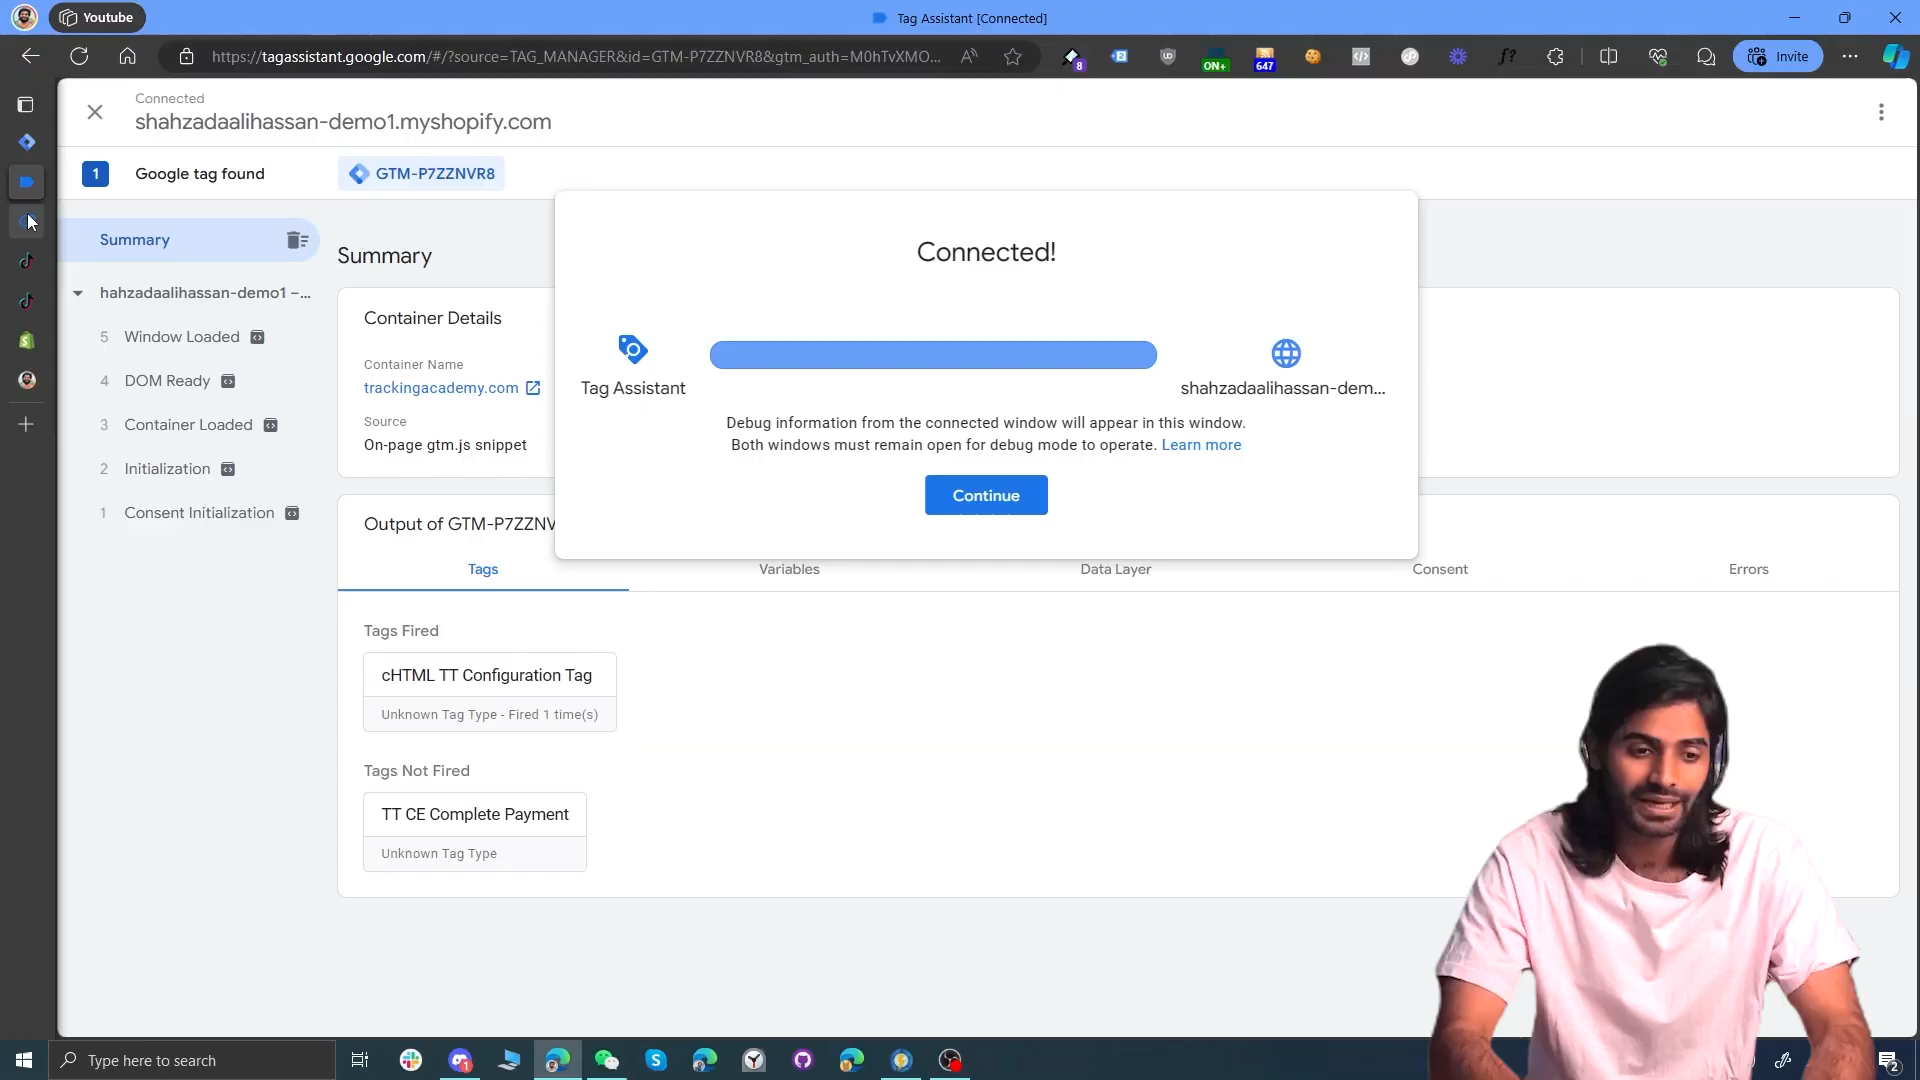 Youtube
Tag Assistant [Connected]
https://tagassistant.google.com/#/?source=TAG_MANAGER&id=GTM-P7ZZNVR8&gtm_auth=M0hTvXMO...
8
ON+
647
Invite
Connected
shahzadaalihassan-demo1.myshopify.com
1
Google tag found
GTM-P7ZZNVR8
Summary
hahzadaalihassan-demo1 –...
5 Window Loaded
4 DOM Ready
3 Container Loaded
2 Initialization
1 Consent Initialization
Summary
Container Details
Container Name
trackingacademy.com
Source
On-page gtm.js snippet
Connected!
Tag Assistant
shahzadaalihassan-dem...
Debug information from the connected window will appear in this window.
Both windows must remain open for debug mode to operate. Learn more
Continue
Output of GTM-P7ZZNV
Tags
Variables
Data Layer
Consent
Errors
Tags Fired
cHTML TT Configuration Tag
Unknown Tag Type - Fired 1 time(s)
Tags Not Fired
TT CE Complete Payment
Unknown Tag Type
Type here to search
1
2